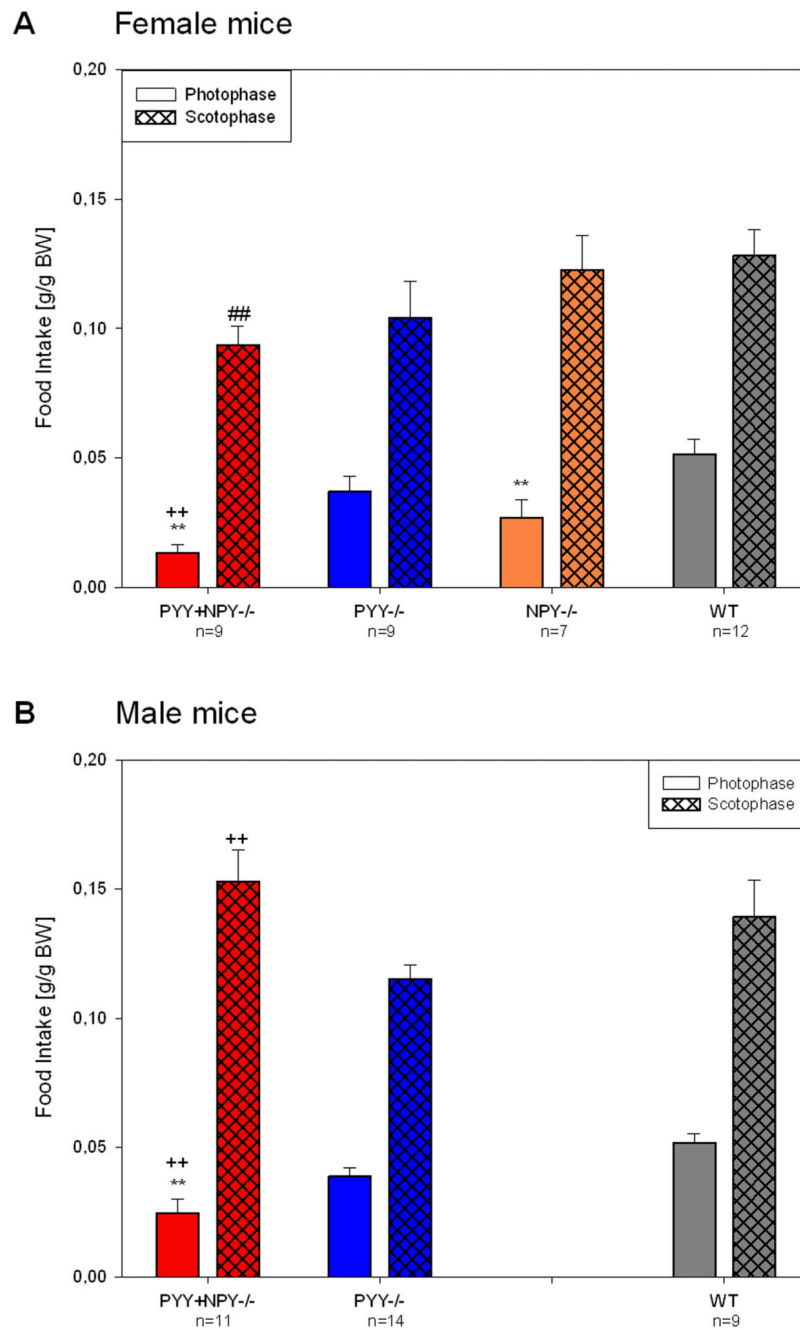 A Female mice
0,20
Photophase
Scotophase
0,15
0,10
0,05
0,00
Food Intake [g/g BW]
##
++
**
**
PYY+NPY-/- PYY-/- NPY-/- WT
n=9 n=9 n=7 n=12
B Male mice
0,20
Photophase
Scotophase
0,15
0,10
0,05
0,00
Food Intake [g/g BW]
++
++
**
PYY+NPY-/- PYY-/- WT
n=11 n=14 n=9